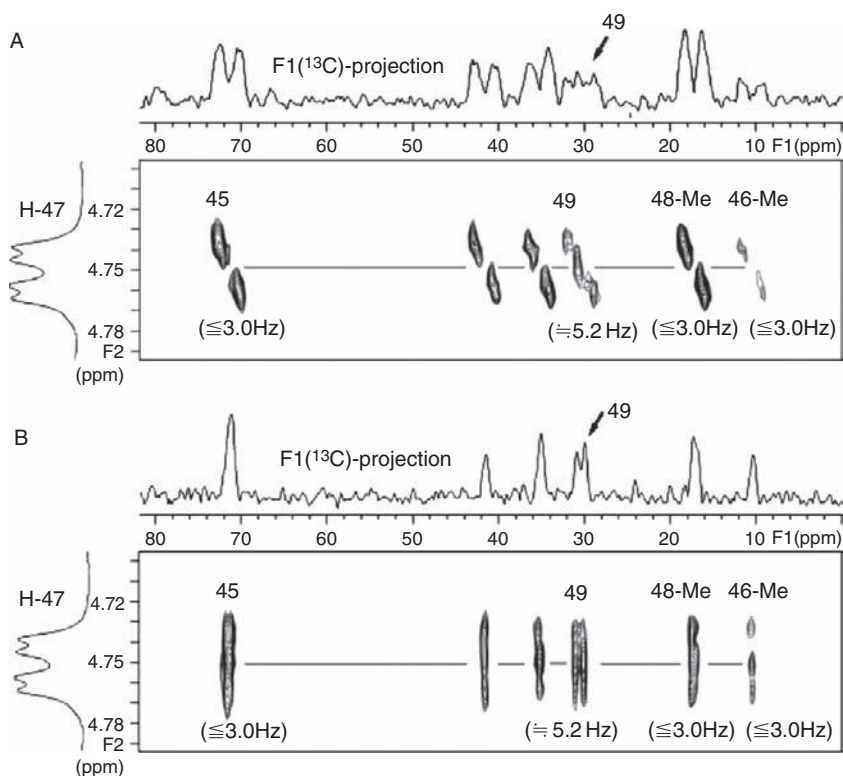 A
49
F1(¹³C)-projection
80 70 60 50 40 30 20 10 F1(ppm)
H-47
4.72
4.75
4.78
F2
(ppm)
45 49 48-Me 46-Me
(≦3.0Hz) (≒5.2 Hz) (≦3.0Hz) (≦3.0Hz)
B
49
F1(¹³C)-projection
80 70 60 50 40 30 20 10 F1(ppm)
H-47
4.72
4.75
4.78
F2
(ppm)
45 49 48-Me 46-Me
(≦3.0Hz) (≒5.2 Hz) (≦3.0Hz) (≦3.0Hz)